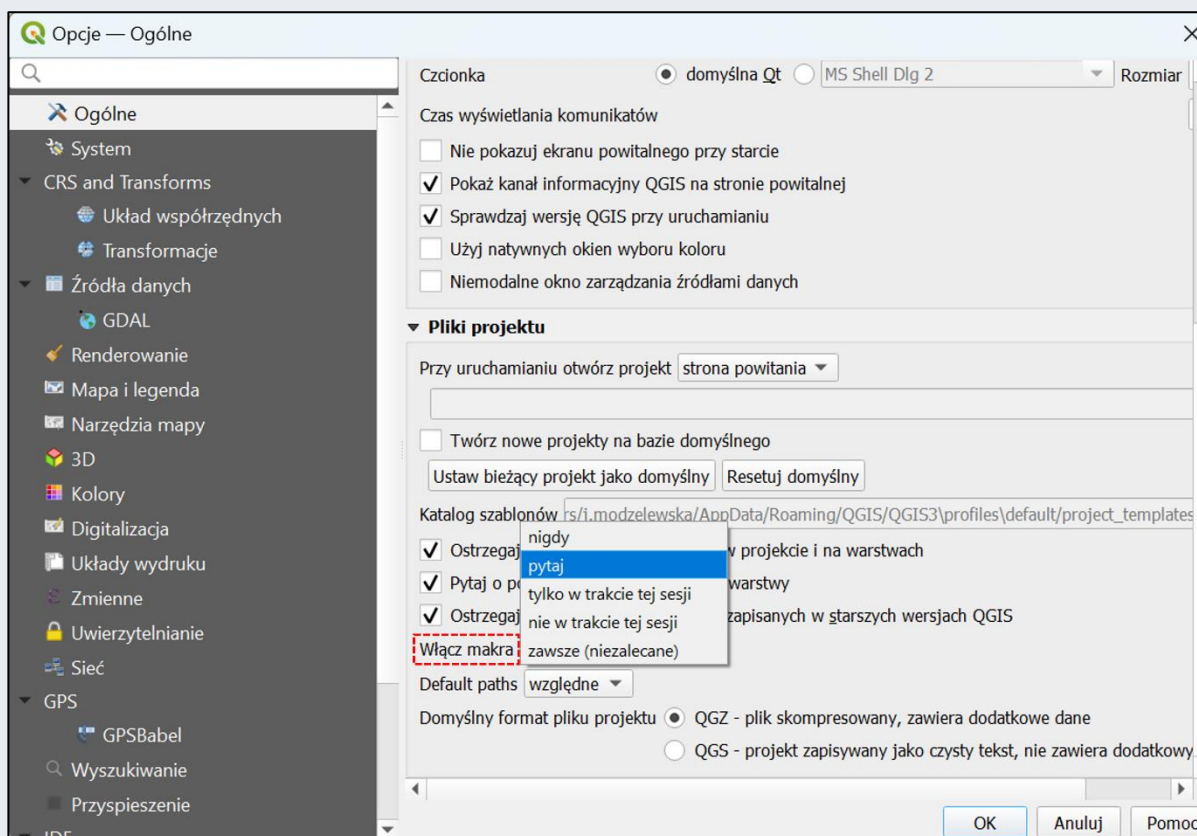 Opcje — Ogólne
Ogólne
System
CRS and Transforms
Układ współrzędnych
Transformacje
Źródła danych
GDAL
Renderowanie
Mapa i legenda
Narzędzia mapy
3D
Kolory
Digitalizacja
Układy wydruku
Zmienne
Uwierzytelnianie
Sieć
GPS
GPSBabel
Wyszukiwanie
Przyspieszenie
Czcionka domyślna Qt MS Shell Dlg 2 Rozmiar
Czas wyświetlania komunikatów
Nie pokazuj ekranu powitalnego przy starcie
Pokaż kanał informacyjny QGIS na stronie powitalnej
Sprawdzaj wersję QGIS przy uruchamianiu
Użyj natywnych okien wyboru koloru
Niemodalne okno zarządzania źródłami danych
Pliki projektu
Przy uruchamianiu otwórz projekt strona powitania
Twórz nowe projekty na bazie domyślnego
Ustaw bieżący projekt jako domyślny Resetuj domyślny
Katalog szablonów rs/i.modzelewska/AppData/Roaming/QGIS/QGIS3\profiles\default/project_templates
Ostrzegaj w projekcie i na warstwach
Pytaj o warstwy
Ostrzegaj zapisanych w starszych wersjach QGIS
Włącz makra
nigdy
pytaj
tylko w trakcie tej sesji
nie w trakcie tej sesji
zawsze (niezalecane)
Default paths względne
Domyślny format pliku projektu QGZ - plik skompresowany, zawiera dodatkowe dane
QGS - projekt zapisywany jako czysty tekst, nie zawiera dodatkowy
OK Anuluj Pomoc